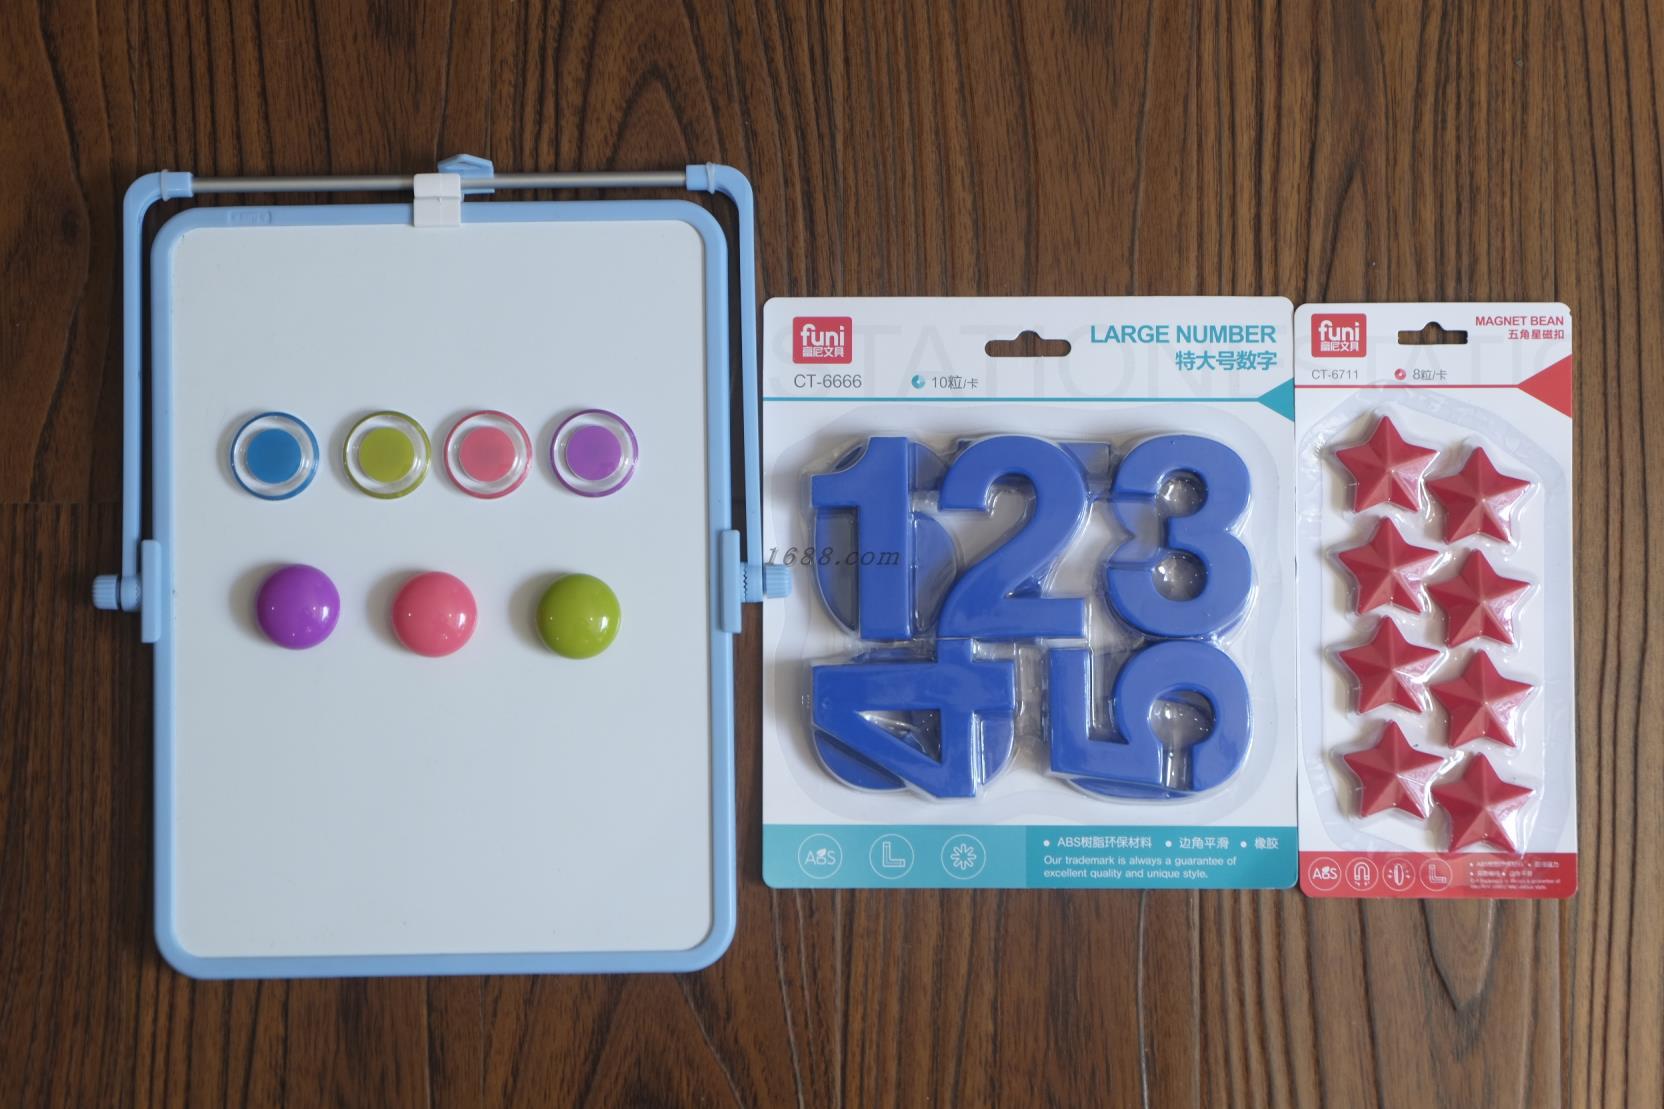 funi
富尼文具
LARGE NUMBER
特大号数字
CT-6666
10粒/卡
STATIONE
1688.com
1 2 3
4 5
ABS
• ABS树脂环保材料 • 边角平滑 • 橡胶
Our trademark is always a guarantee of
excellent quality and unique style.
funi
富尼文具
MAGNET BEAN
五角星磁扣
CT-6711
8粒/卡
STATIO
ABS